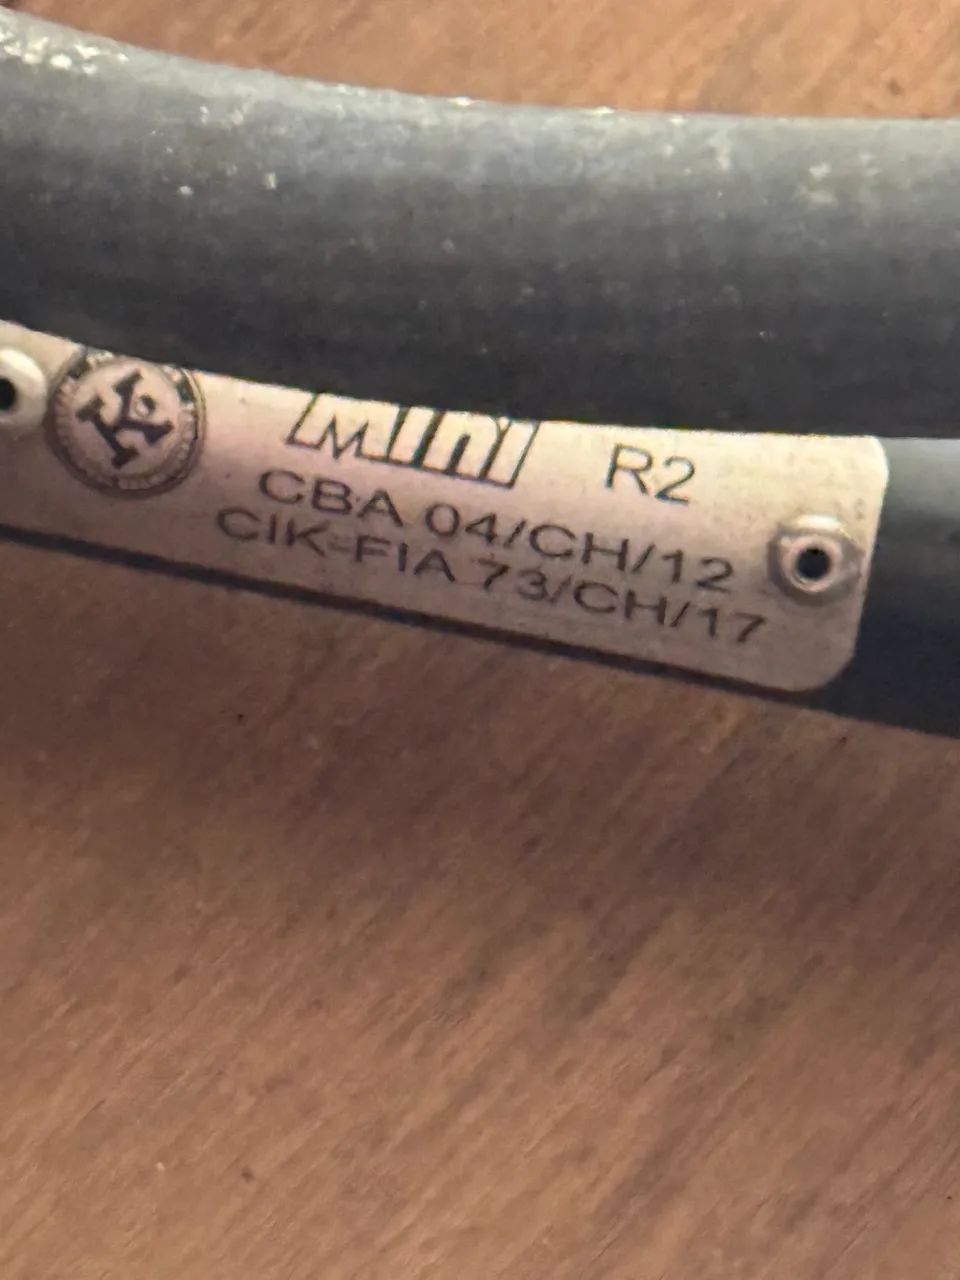 MINI R2
CBA 04/CH/12
CIK-FIA 73/CH/17